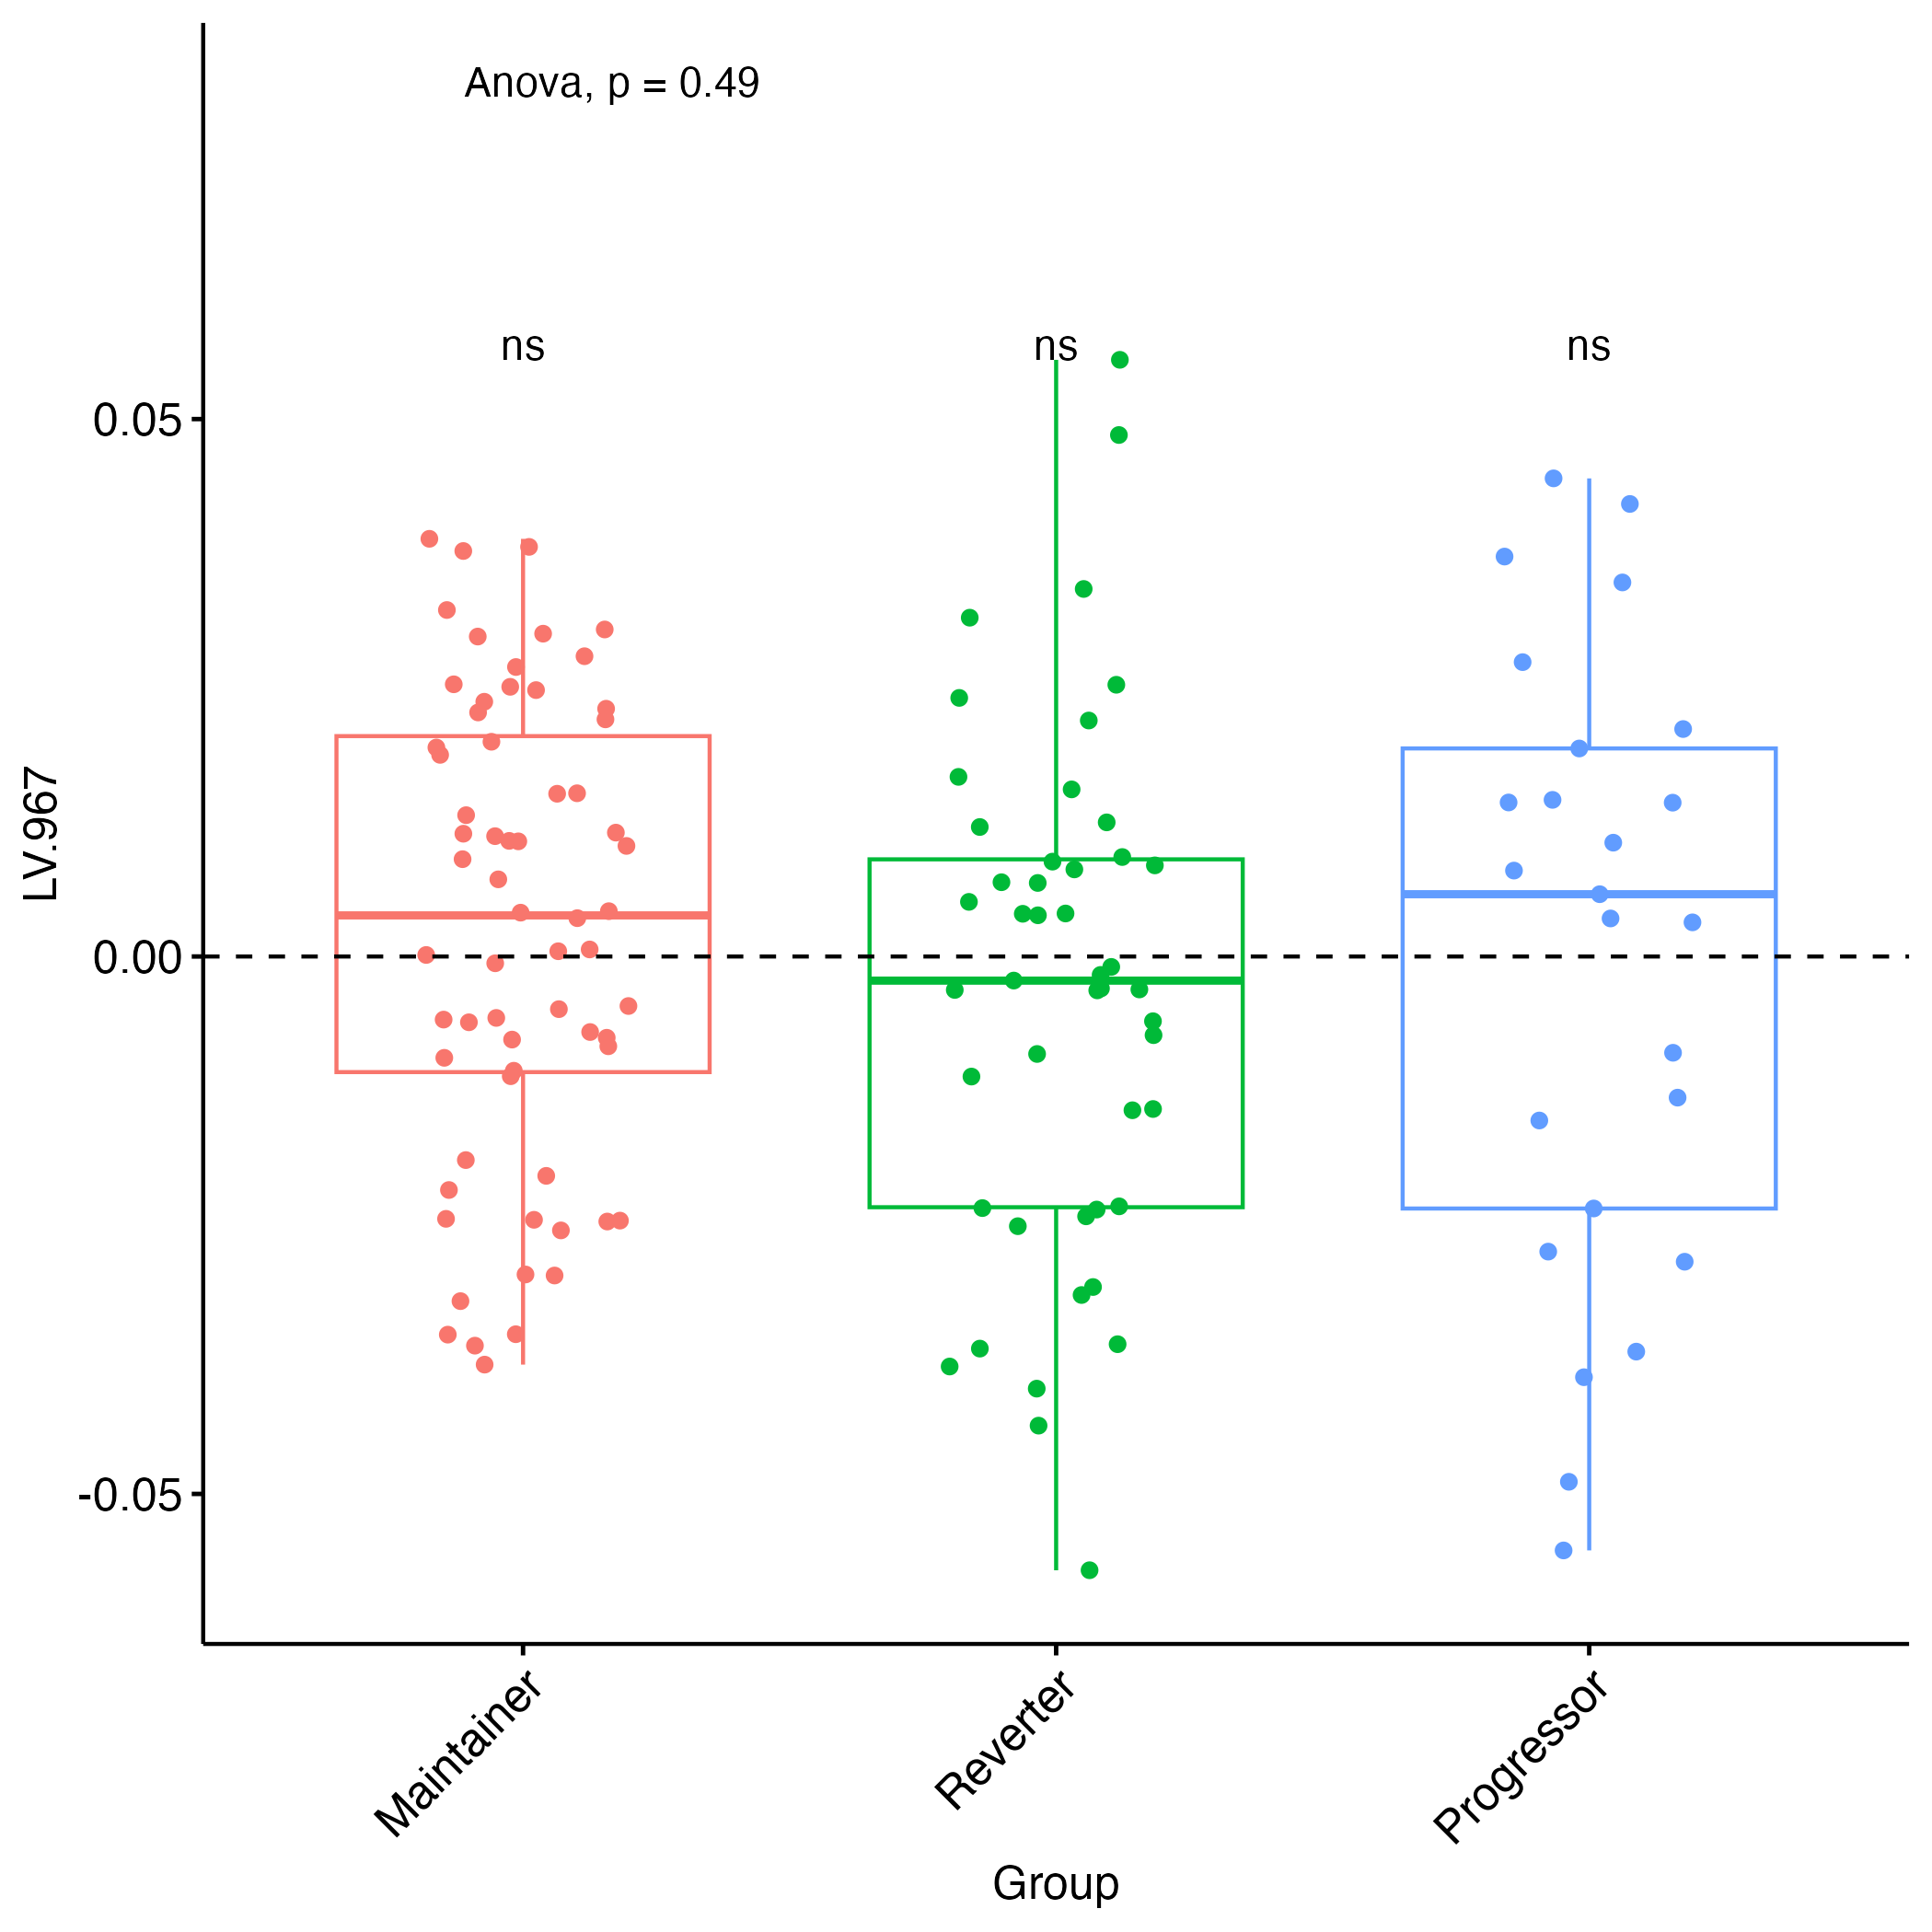 Anova, p = 0.49
ns ns ns
0.05
0.00
-0.05
LV.967
Maintainer
Reverter
Progressor
Group